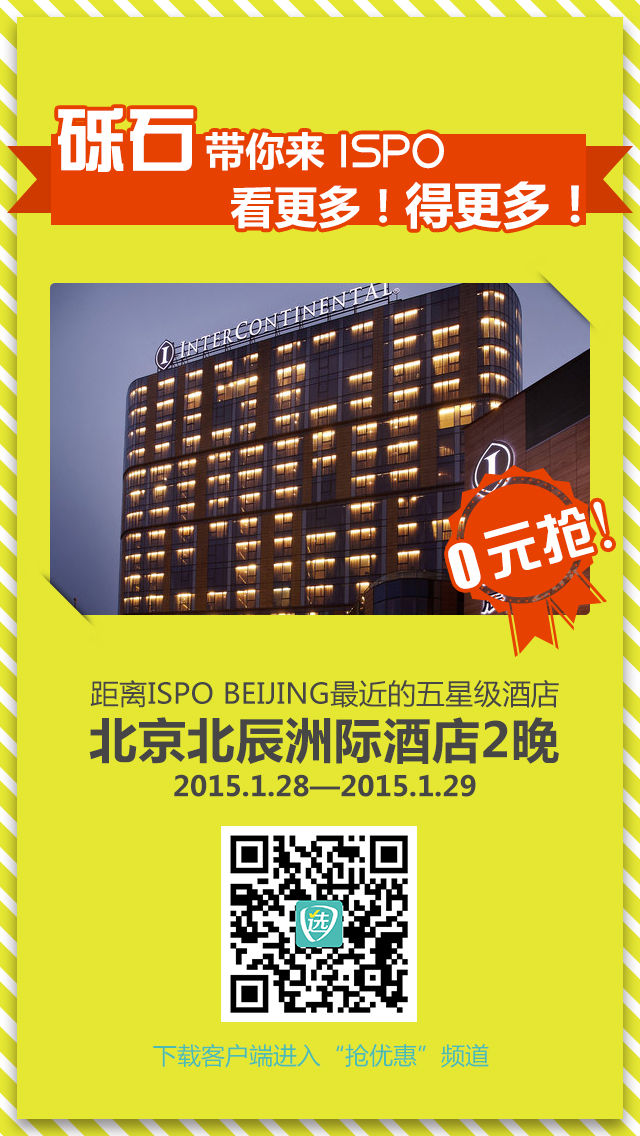 砾石 带你来 ISPO
看更多！得更多！
INTERCONTINENTAL
0元抢！
距离ISPO BEIJING最近的五星级酒店
北京北辰洲际酒店2晚
2015.1.28—2015.1.29
选
下载客户端进入“抢优惠”频道